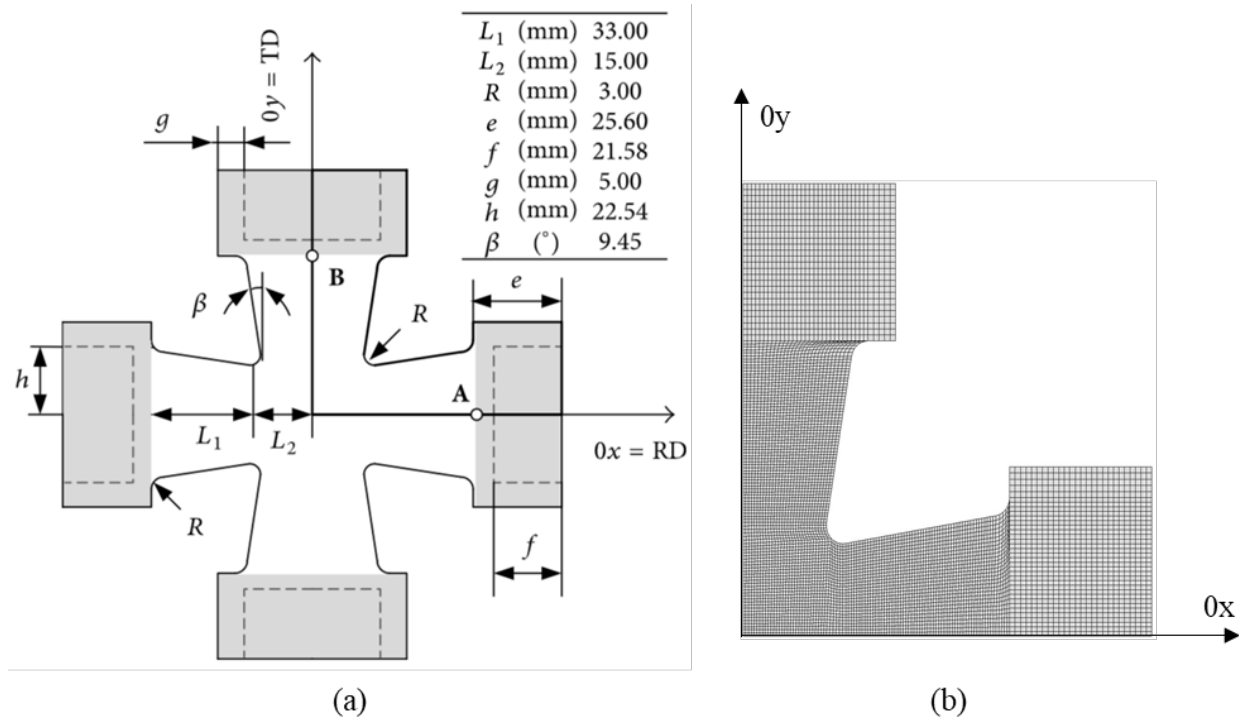 L₁ (mm) 33.00
L₂ (mm) 15.00
R (mm) 3.00
e (mm) 25.60
f (mm) 21.58
g (mm) 5.00
h (mm) 22.54
β (°) 9.45
0y = TD
g
B
β
R
e
h
A
L₁
L₂
0x = RD
R
f
(a)
0y
0x
(b)